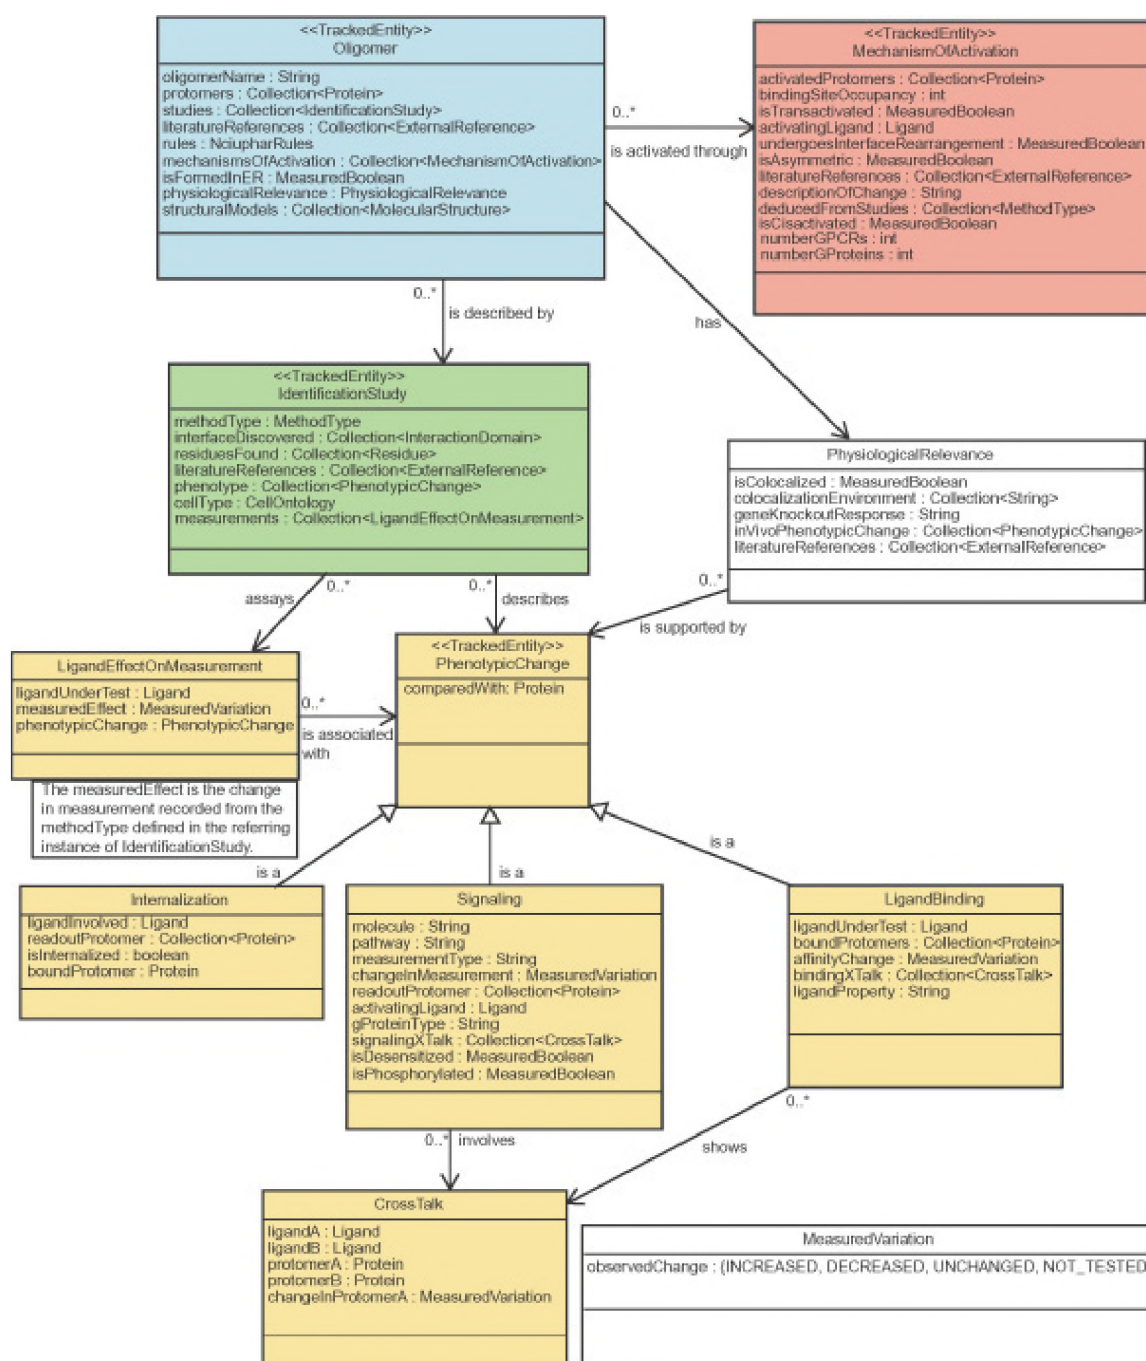 <<TrackedEntity>>
Oligomer
oligomerName : String
protomers : Collection<Protein>
studies : Collection<IdentificationStudy>
literatureReferences : Collection<ExternalReference>
rules : NciupharRules
mechanismsOfActivation : Collection<MechanismOfActivation>
isFormedInER : MeasuredBoolean
physiologicalRelevance : PhysiologicalRelevance
structuralModels : Collection<MolecularStructure>
0..*
is activated through
<<TrackedEntity>>
MechanismOfActivation
activatedProtomers : Collection<Protein>
bindingSiteOccupancy : int
isTransactivated : MeasuredBoolean
activatingLigand : Ligand
undergoesInterfaceRearrangement : MeasuredBoolean
isAsymmetric : MeasuredBoolean
literatureReferences : Collection<ExternalReference>
descriptionOfChange : String
deducedFromStudies : Collection<MethodType>
isCisactivated : MeasuredBoolean
numberGPCRs : int
numberGProteins : int
0..*
is described by
has
<<TrackedEntity>>
IdentificationStudy
methodType : MethodType
interfaceDiscovered : Collection<InteractionDomain>
residuesFound : Collection<Residue>
literatureReferences : Collection<ExternalReference>
phenotype : Collection<PhenotypicChange>
cellType : CellOntology
measurements : Collection<LigandEffectOnMeasurement>
PhysiologicalRelevance
isColocalized : MeasuredBoolean
colocalizationEnvironment : Collection<String>
geneKnockoutResponse : String
inVivoPhenotypicChange : Collection<PhenotypicChange>
literatureReferences : Collection<ExternalReference>
0..*
assays
0..*
describes
0..*
is supported by
LigandEffectOnMeasurement
ligandUnderTest : Ligand
measuredEffect : MeasuredVariation
phenotypicChange : PhenotypicChange
0..*
is associated
with
<<TrackedEntity>>
PhenotypicChange
comparedWith: Protein
The measuredEffect is the change
in measurement recorded from the
methodType defined in the referring
instance of IdentificationStudy.
is a
is a
is a
Internalization
ligandInvolved : Ligand
readoutProtomer : Collection<Protein>
isInternalized : boolean
boundProtomer : Protein
Signaling
molecule : String
pathway : String
measurementType : String
changeInMeasurement : MeasuredVariation
readoutProtomer : Collection<Protein>
activatingLigand : Ligand
gProteinType : String
signalingXTalk : Collection<CrossTalk>
isDesensitized : MeasuredBoolean
isPhosphorylated : MeasuredBoolean
LigandBinding
ligandUnderTest : Ligand
boundProtomers : Collection<Protein>
affinityChange : MeasuredVariation
bindingXTalk : Collection<CrossTalk>
ligandProperty : String
0..*
involves
0..*
shows
CrossTalk
ligandA : Ligand
ligandB : Ligand
protomerA : Protein
protomerB : Protein
changeInProtomerA : MeasuredVariation
MeasuredVariation
observedChange : (INCREASED, DECREASED, UNCHANGED, NOT_TESTED